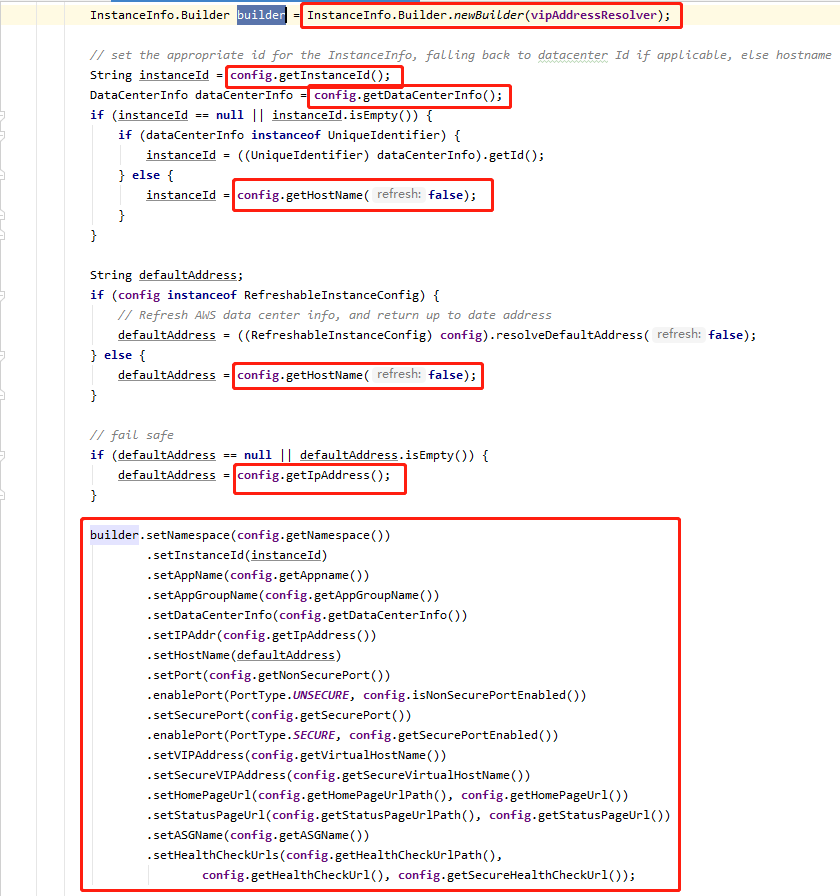 InstanceInfo.Builder builder = InstanceInfo.Builder.newBuilder(vipAddressResolver);
// set the appropriate id for the InstanceInfo, falling back to datacenter Id if applicable, else hostname
String instanceId = config.getInstanceId();
DataCenterInfo dataCenterInfo = config.getDataCenterInfo();
if (instanceId == null || instanceId.isEmpty()) {
if (dataCenterInfo instanceof UniqueIdentifier) {
instanceId = ((UniqueIdentifier) dataCenterInfo).getId();
} else {
instanceId = config.getHostName( refresh: false);
}
}
String defaultAddress;
if (config instanceof RefreshableInstanceConfig) {
// Refresh AWS data center info, and return up to date address
defaultAddress = ((RefreshableInstanceConfig) config).resolveDefaultAddress( refresh: false);
} else {
defaultAddress = config.getHostName( refresh: false);
}
// fail safe
if (defaultAddress == null || defaultAddress.isEmpty()) {
defaultAddress = config.getIpAddress();
}
builder.setNamespace(config.getNamespace())
.setInstanceId(instanceId)
.setAppName(config.getAppname())
.setAppGroupName(config.getAppGroupName())
.setDataCenterInfo(config.getDataCenterInfo())
.setIPAddr(config.getIpAddress())
.setHostName(defaultAddress)
.setPort(config.getNonSecurePort())
.enablePort(PortType.UNSECURE, config.isNonSecurePortEnabled())
.setSecurePort(config.getSecurePort())
.enablePort(PortType.SECURE, config.getSecurePortEnabled())
.setVIPAddress(config.getVirtualHostName())
.setSecureVIPAddress(config.getSecureVirtualHostName())
.setHomePageUrl(config.getHomePageUrlPath(), config.getHomePageUrl())
.setStatusPageUrl(config.getStatusPageUrlPath(), config.getStatusPageUrl())
.setASGName(config.getASGName())
.setHealthCheckUrls(config.getHealthCheckUrlPath(),
config.getHealthCheckUrl(), config.getSecureHealthCheckUrl());